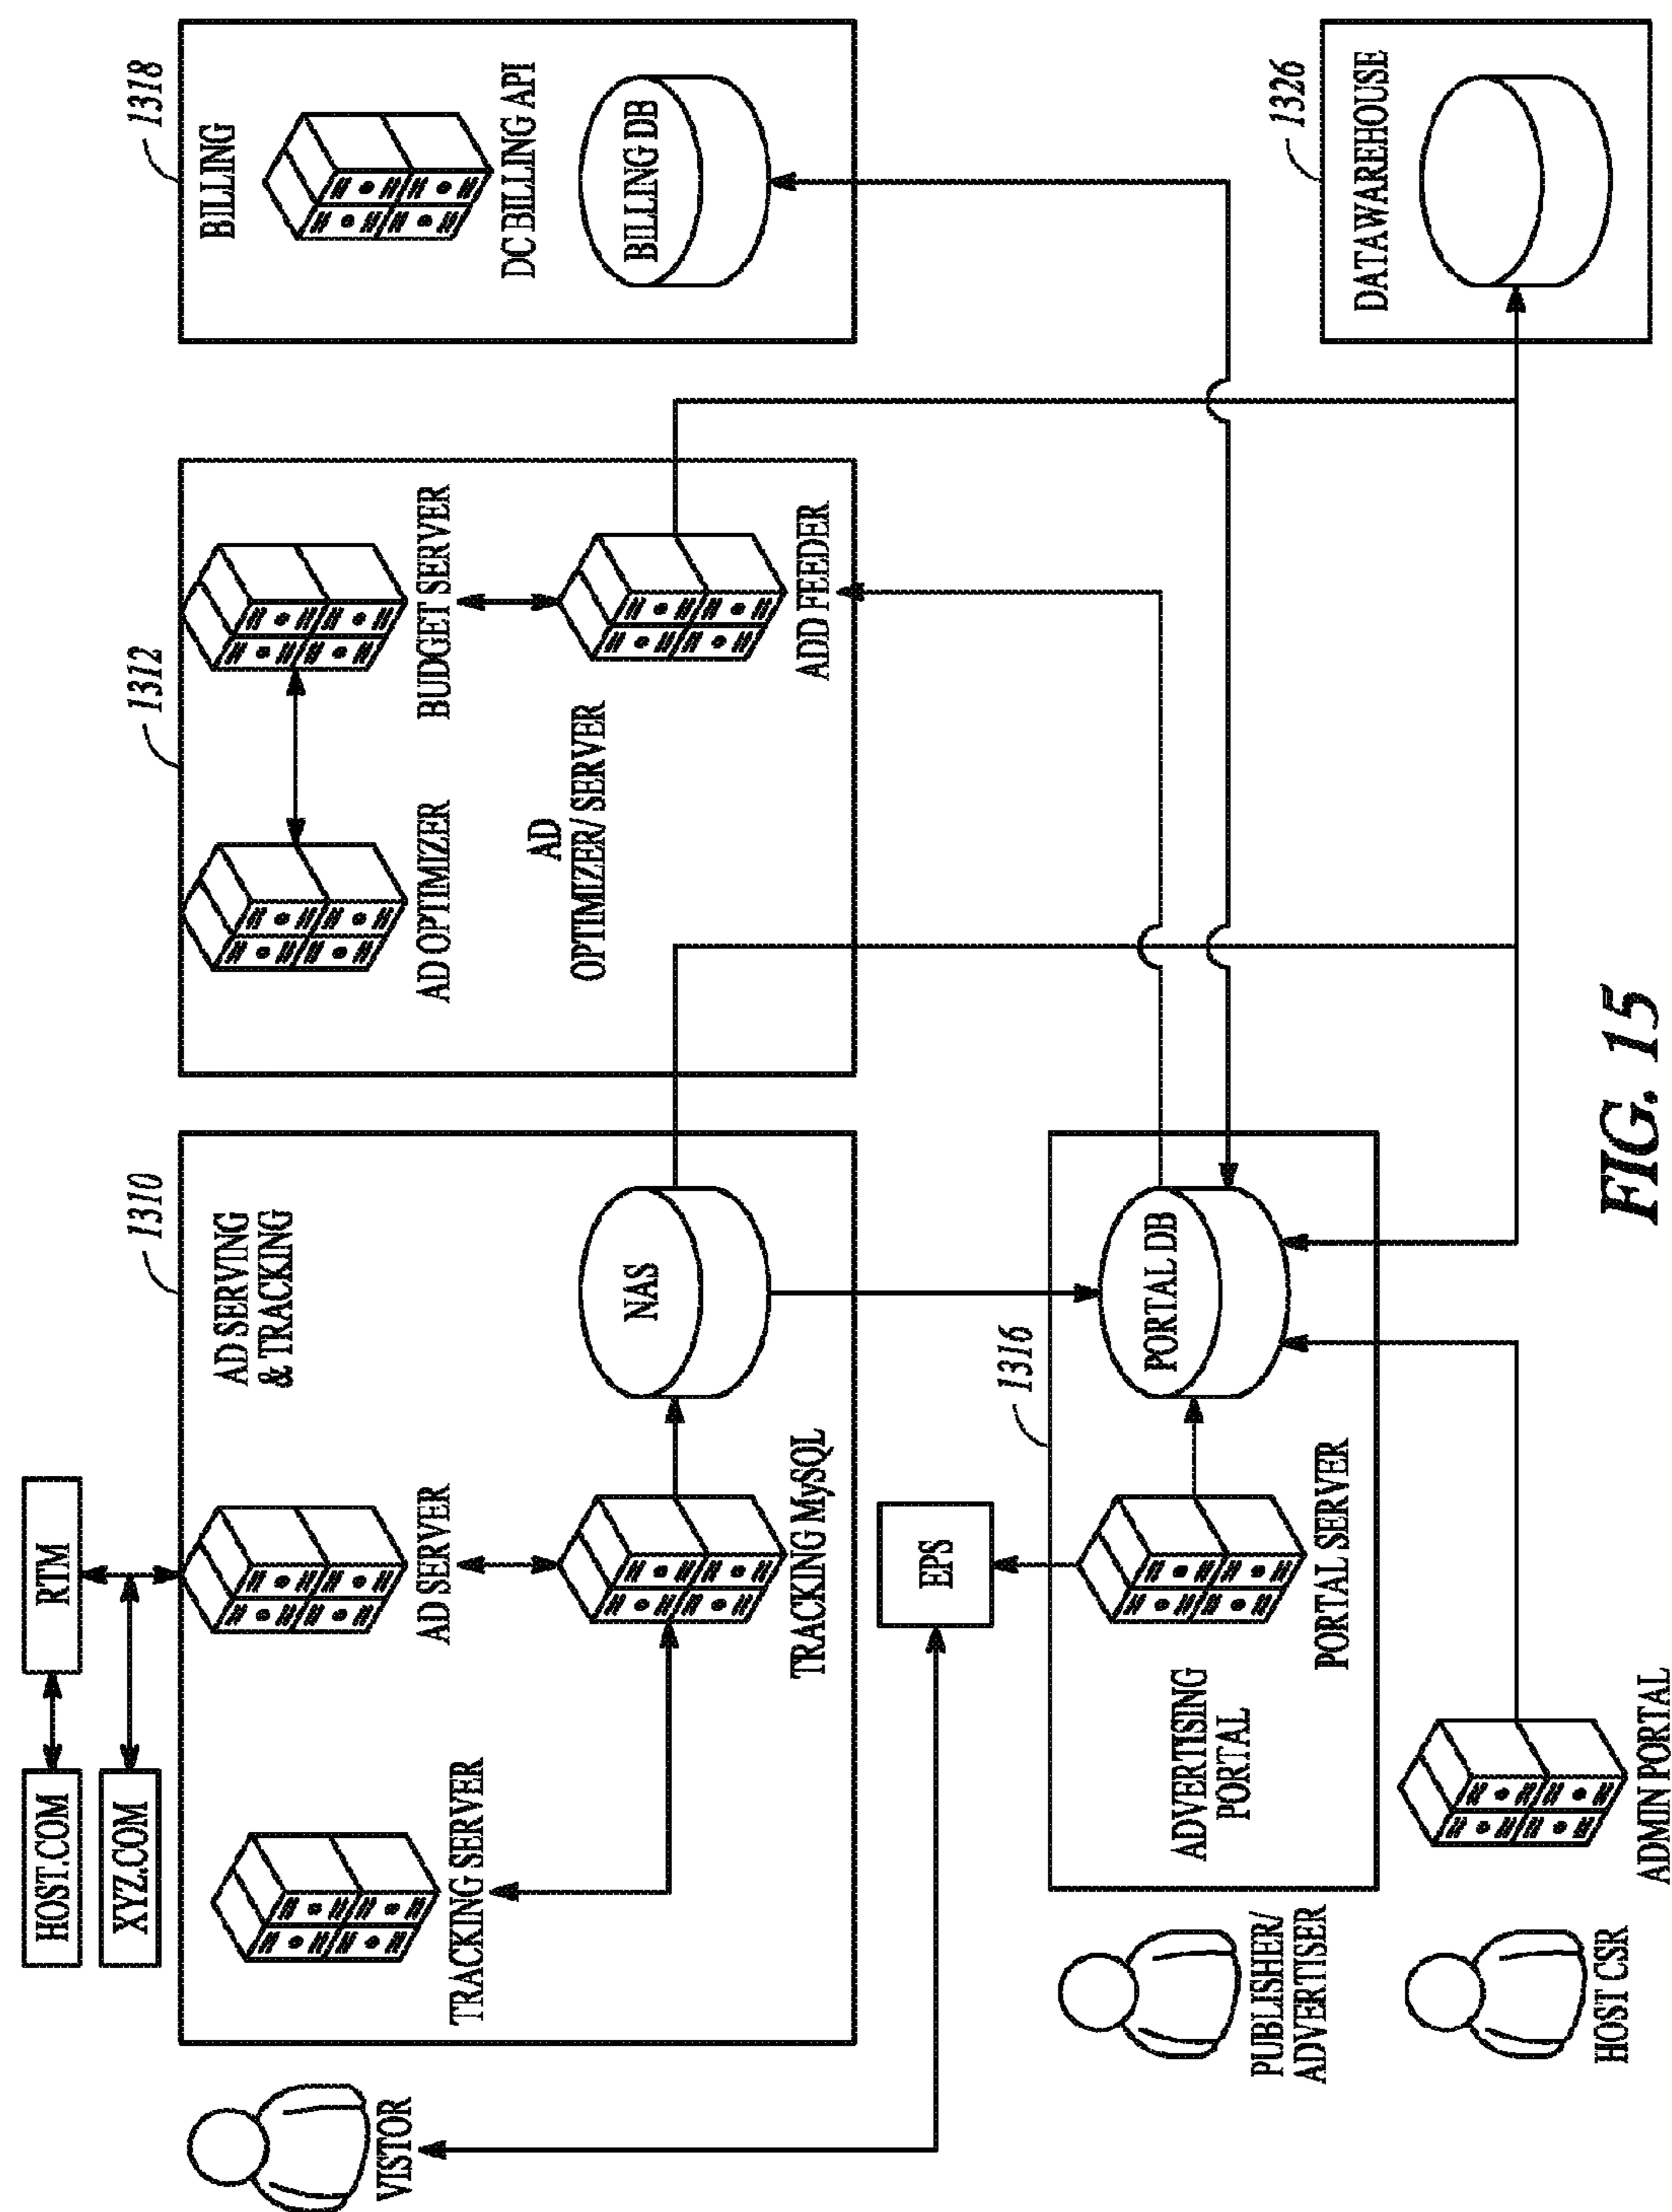 HOST.COM
RTM
XYZ.COM
1310
1312
1318
AD SERVING
& TRACKING
TRACKING SERVER
AD SERVER
TRACKING MySQL
NAS
VISTOR
AD OPTIMIZER
BUDGET SERVER
AD
OPTIMIZER/ SERVER
ADD FEEDER
BILLING
DC BILLING API
BILLING DB
EPS
1316
ADVERTISING
PORTAL
PORTAL SERVER
PORTAL DB
PUBLISHER/
ADVERTISER
HOST CSR
ADMIN PORTAL
1326
DATAWAREHOUSE
FIG. 15